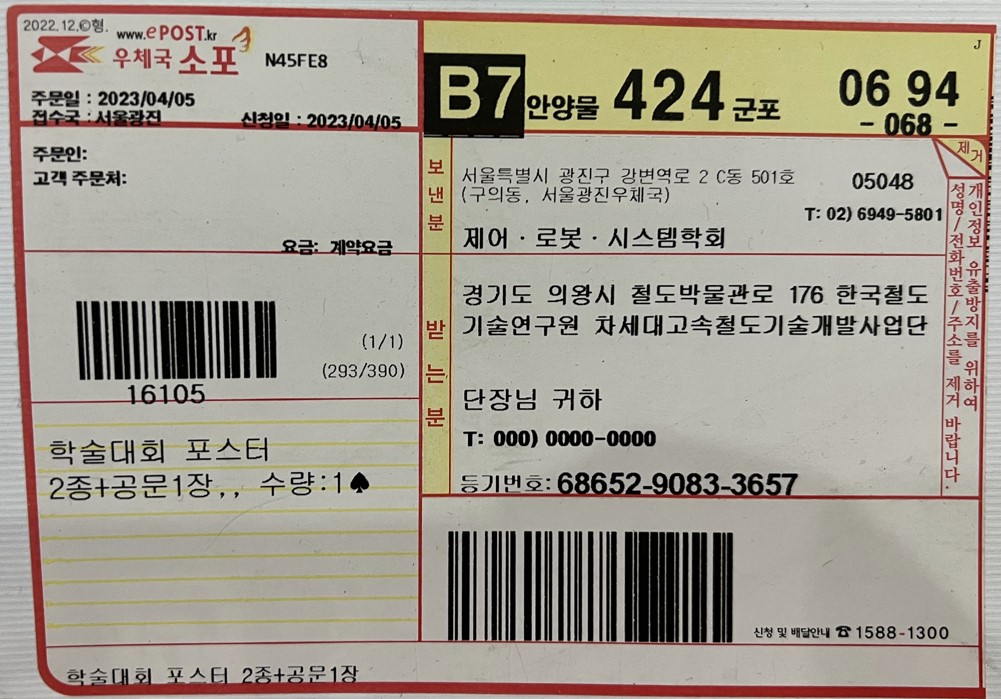 2022.12.©형.
www.ePOST.kr
우체국 소포
N45FE8
주문일 : 2023/04/05
접수국 : 서울광진
신청일 : 2023/04/05
B7 안양물 424 군포
06 94
- 068 -
J
제거
주문인:
고객 주문처:
요금: 계약요금
보낸분
서울특별시 광진구 강변역로 2 C동 501호
(구의동, 서울광진우체국)
05048
T: 02) 6949-5801
제어 · 로봇 · 시스템학회
받는분
경기도 의왕시 철도박물관로 176 한국철도
기술연구원 차세대고속철도기술개발사업단
단장님 귀하
T: 000) 0000-0000
등기번호: 68652-9083-3657
개인정보 유출방지를 위하여
성명/전화번호/주소를 제거 바랍니다.
16105
(1/1)
(293/390)
학술대회 포스터
2종+공문1장,, 수량:1♠
신청 및 배달안내 ☎1588-1300
학술대회 포스터 2종+공문1장